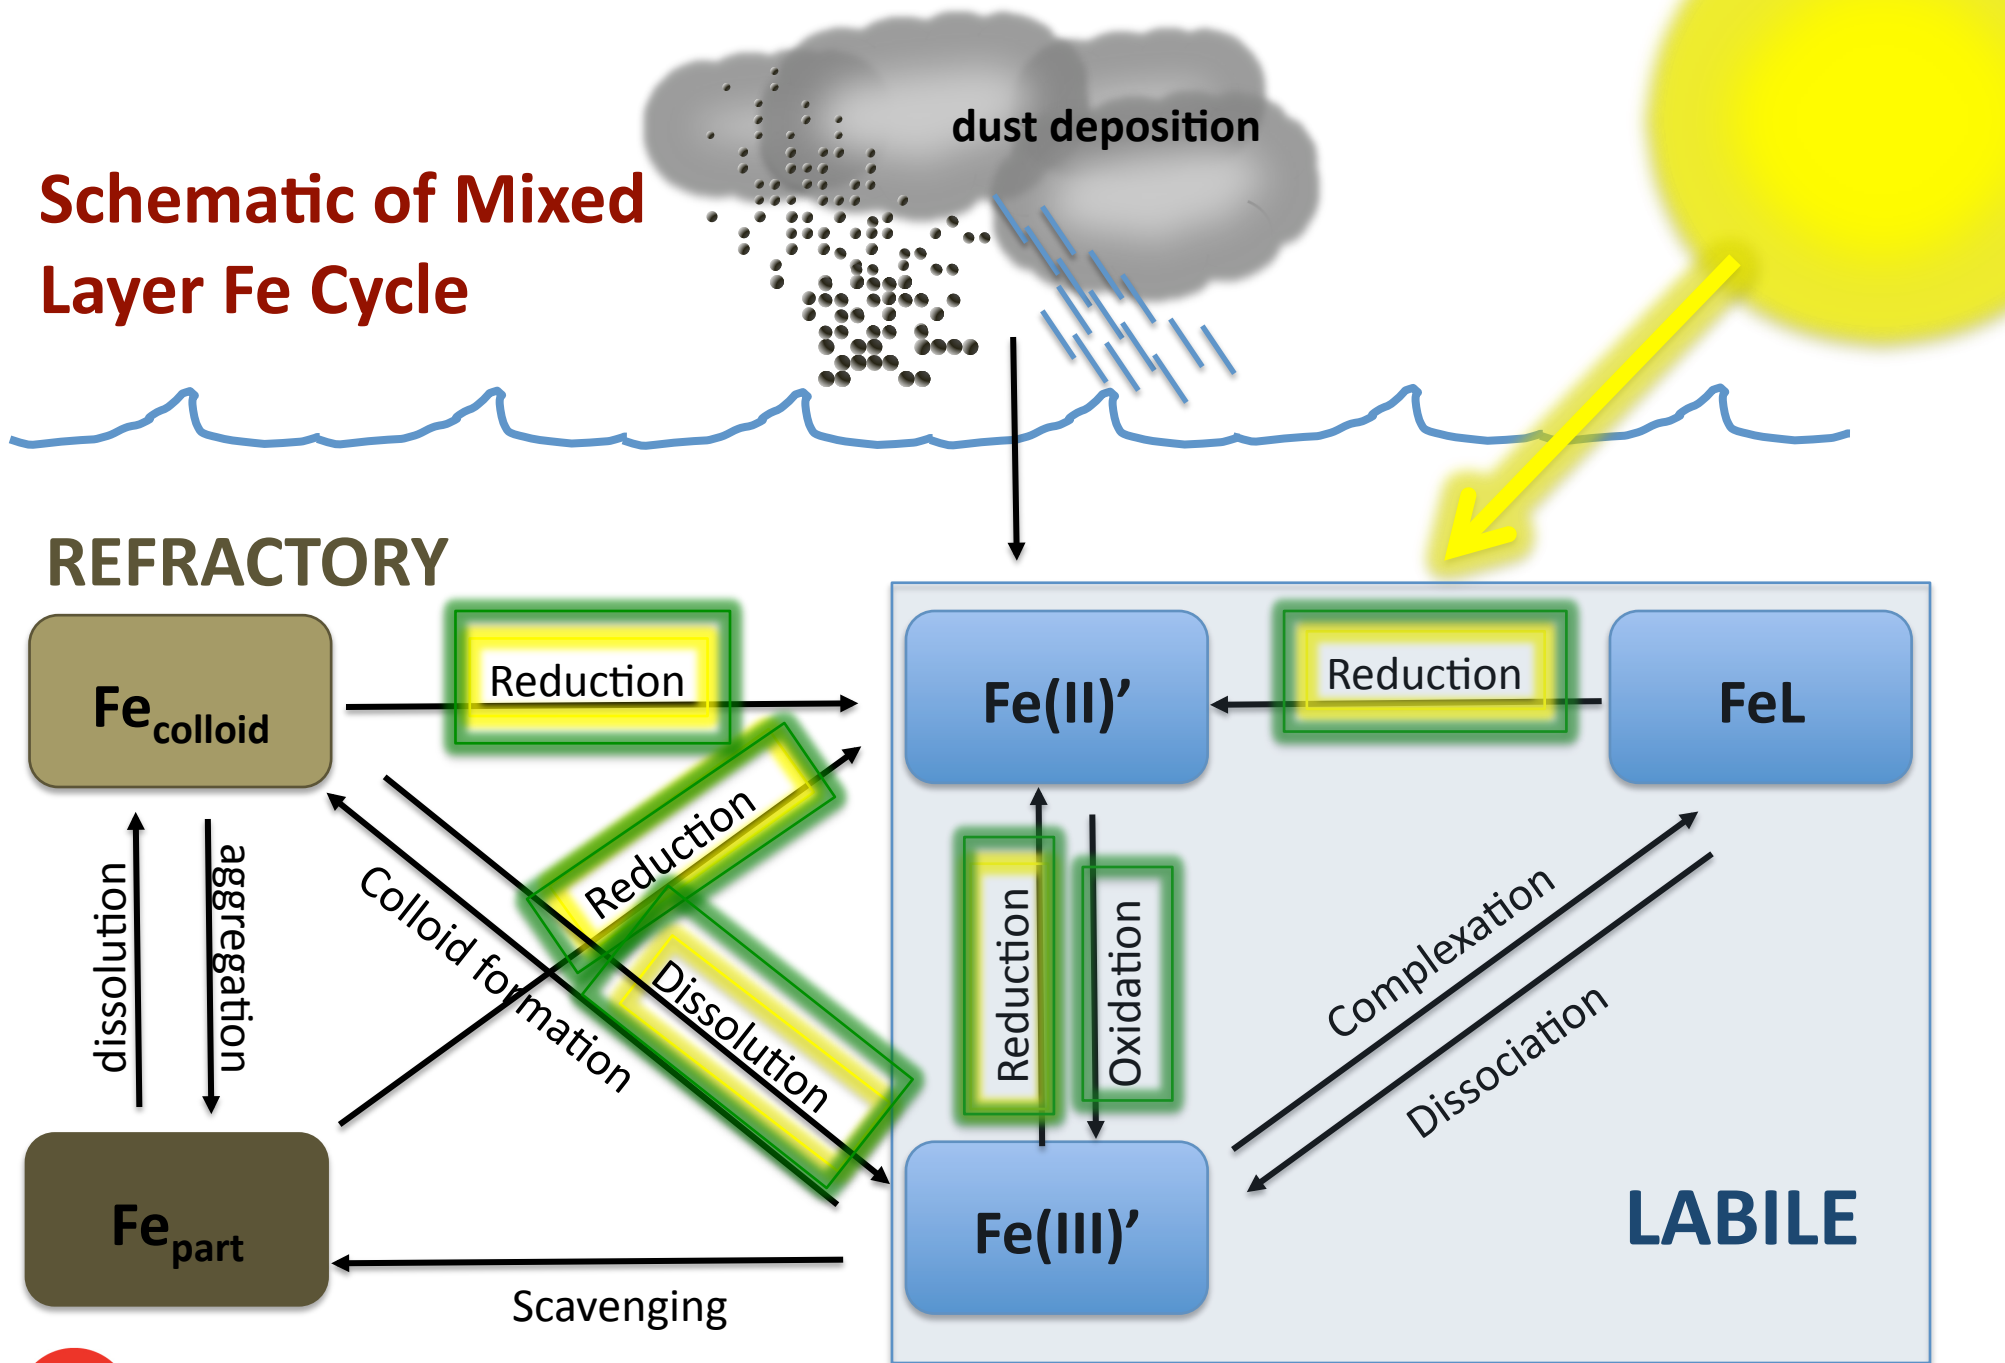 dust deposition
Schematic of Mixed
Layer Fe Cycle
REFRACTORY
Fecolloid
Reduction
Fe(II)’
Reduction
FeL
Reduction
dissolution
aggregation
Colloid formation
Dissolution
Reduction
Oxidation
Complexation
Dissociation
Fepart
Fe(III)’
LABILE
Scavenging